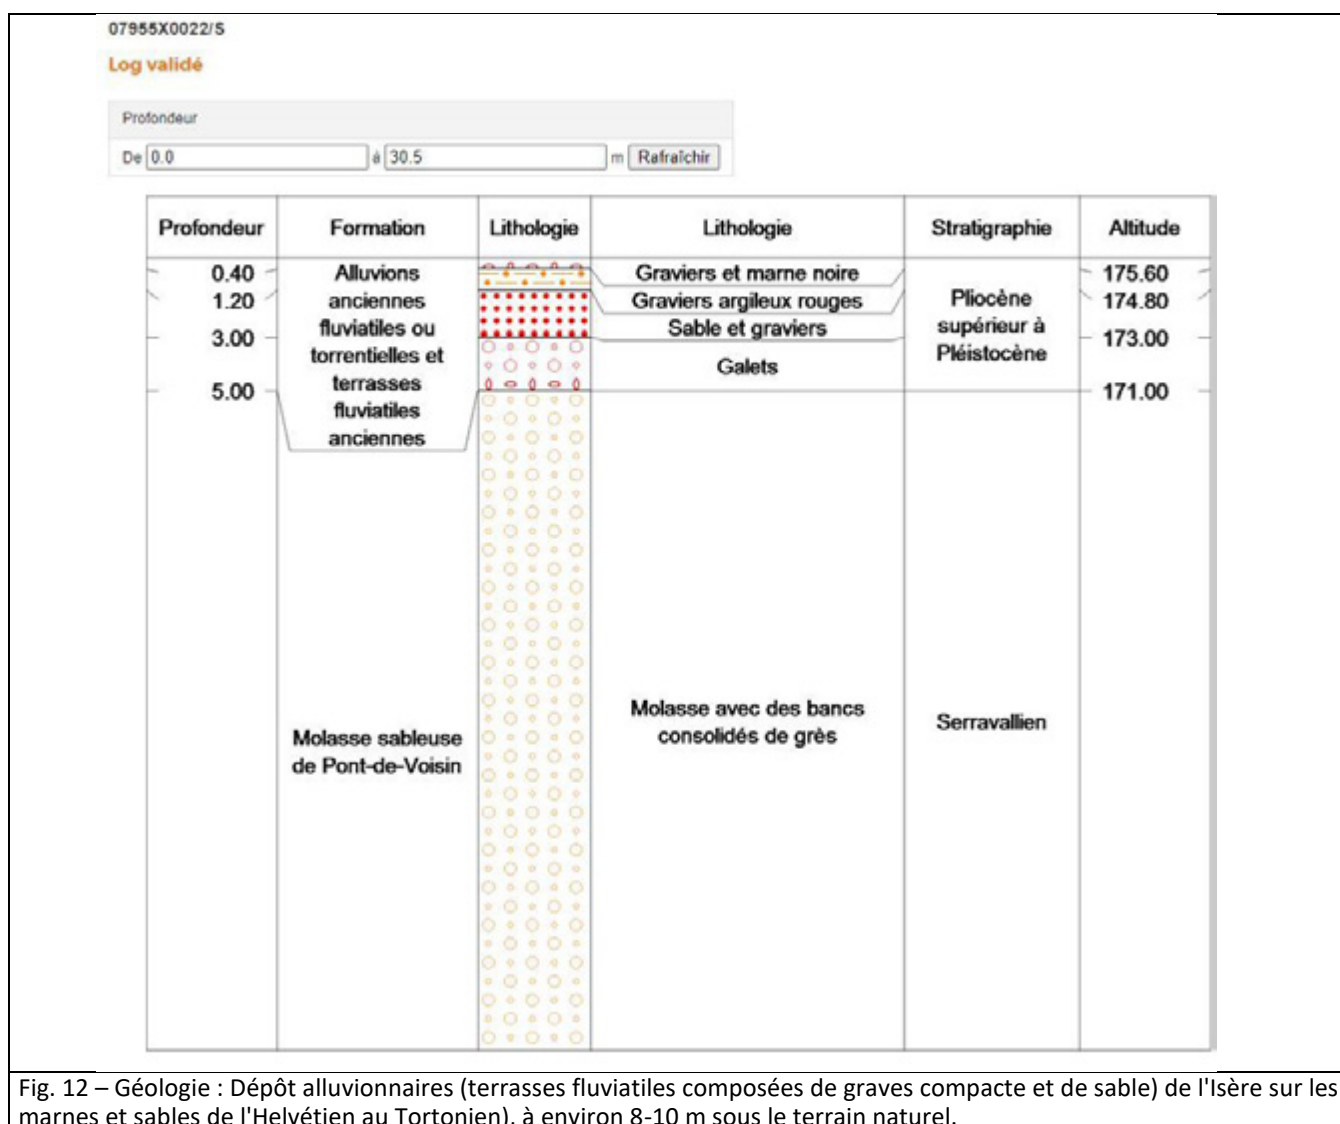 07955X0022/S
Log validé
Profondeur
De 0.0 à 30.5 m Rafraîchir
Profondeur Formation Lithologie Lithologie Stratigraphie Altitude
0.40 Alluvions Graviers et marne noire 175.60
1.20 anciennes Graviers argileux rouges Pliocène 174.80
3.00 fluviatiles ou Sable et graviers supérieur à 173.00
torrentielles et Galets Pléistocène
5.00 terrasses 171.00
fluviatiles
anciennes
Molasse sableuse Molasse avec des bancs Serravallien
de Pont-de-Voisin consolidés de grès
Fig. 12 – Géologie : Dépôt alluvionnaires (terrasses fluviatiles composées de graves compacte et de sable) de l'Isère sur les
marnes et sables de l'Helvétien au Tortonien), à environ 8-10 m sous le terrain naturel.